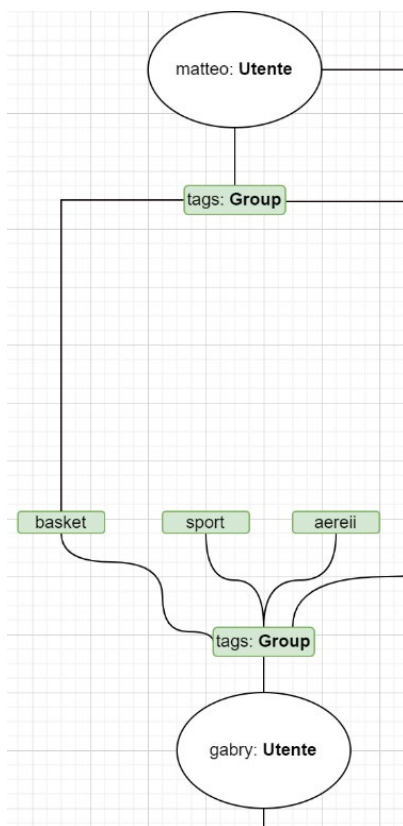 matteo: Utente
tags: Group
basket
sport
aereii
tags: Group
gabry: Utente